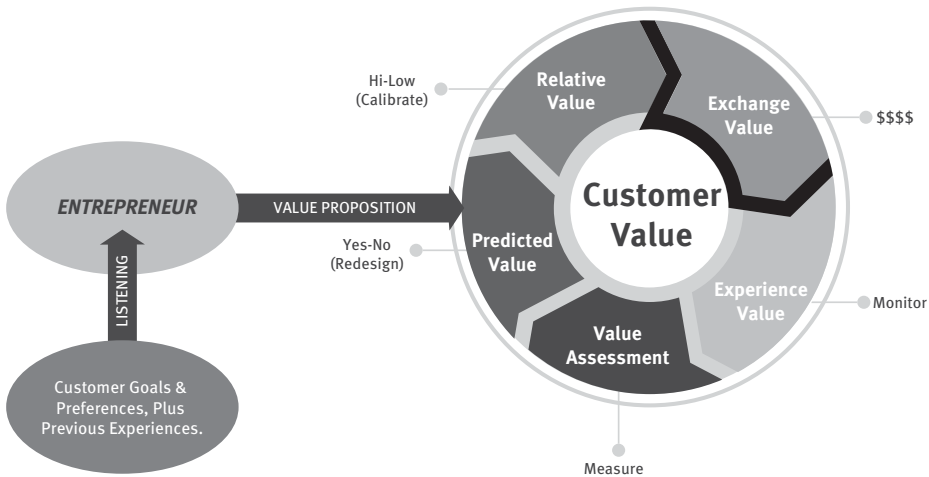 ENTREPRENEUR
LISTENING
Customer Goals &
Preferences, Plus
Previous Experiences.
VALUE PROPOSITION
Hi-Low
(Calibrate)
Yes-No
(Redesign)
Relative
Value
Exchange
Value
$$$$
Customer
Value
Predicted
Value
Experience
Value
Monitor
Value
Assessment
Measure